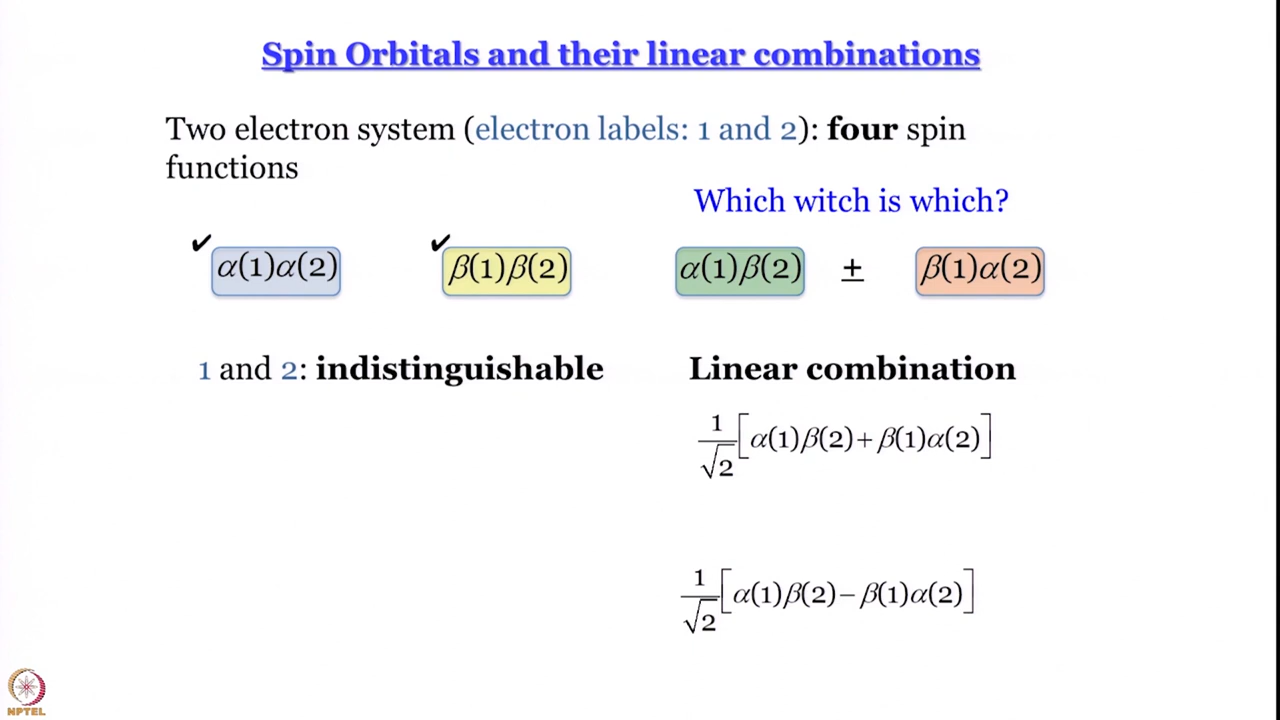 Spin Orbitals and their linear combinations
Two electron system (electron labels: 1 and 2): four spin
functions
Which witch is which?
✔ α(1)α(2) ✔ β(1)β(2) α(1)β(2) ± β(1)α(2)
1 and 2: indistinguishable Linear combination
1/√2 [α(1)β(2)+β(1)α(2)]
1/√2 [α(1)β(2)−β(1)α(2)]
NPTEL